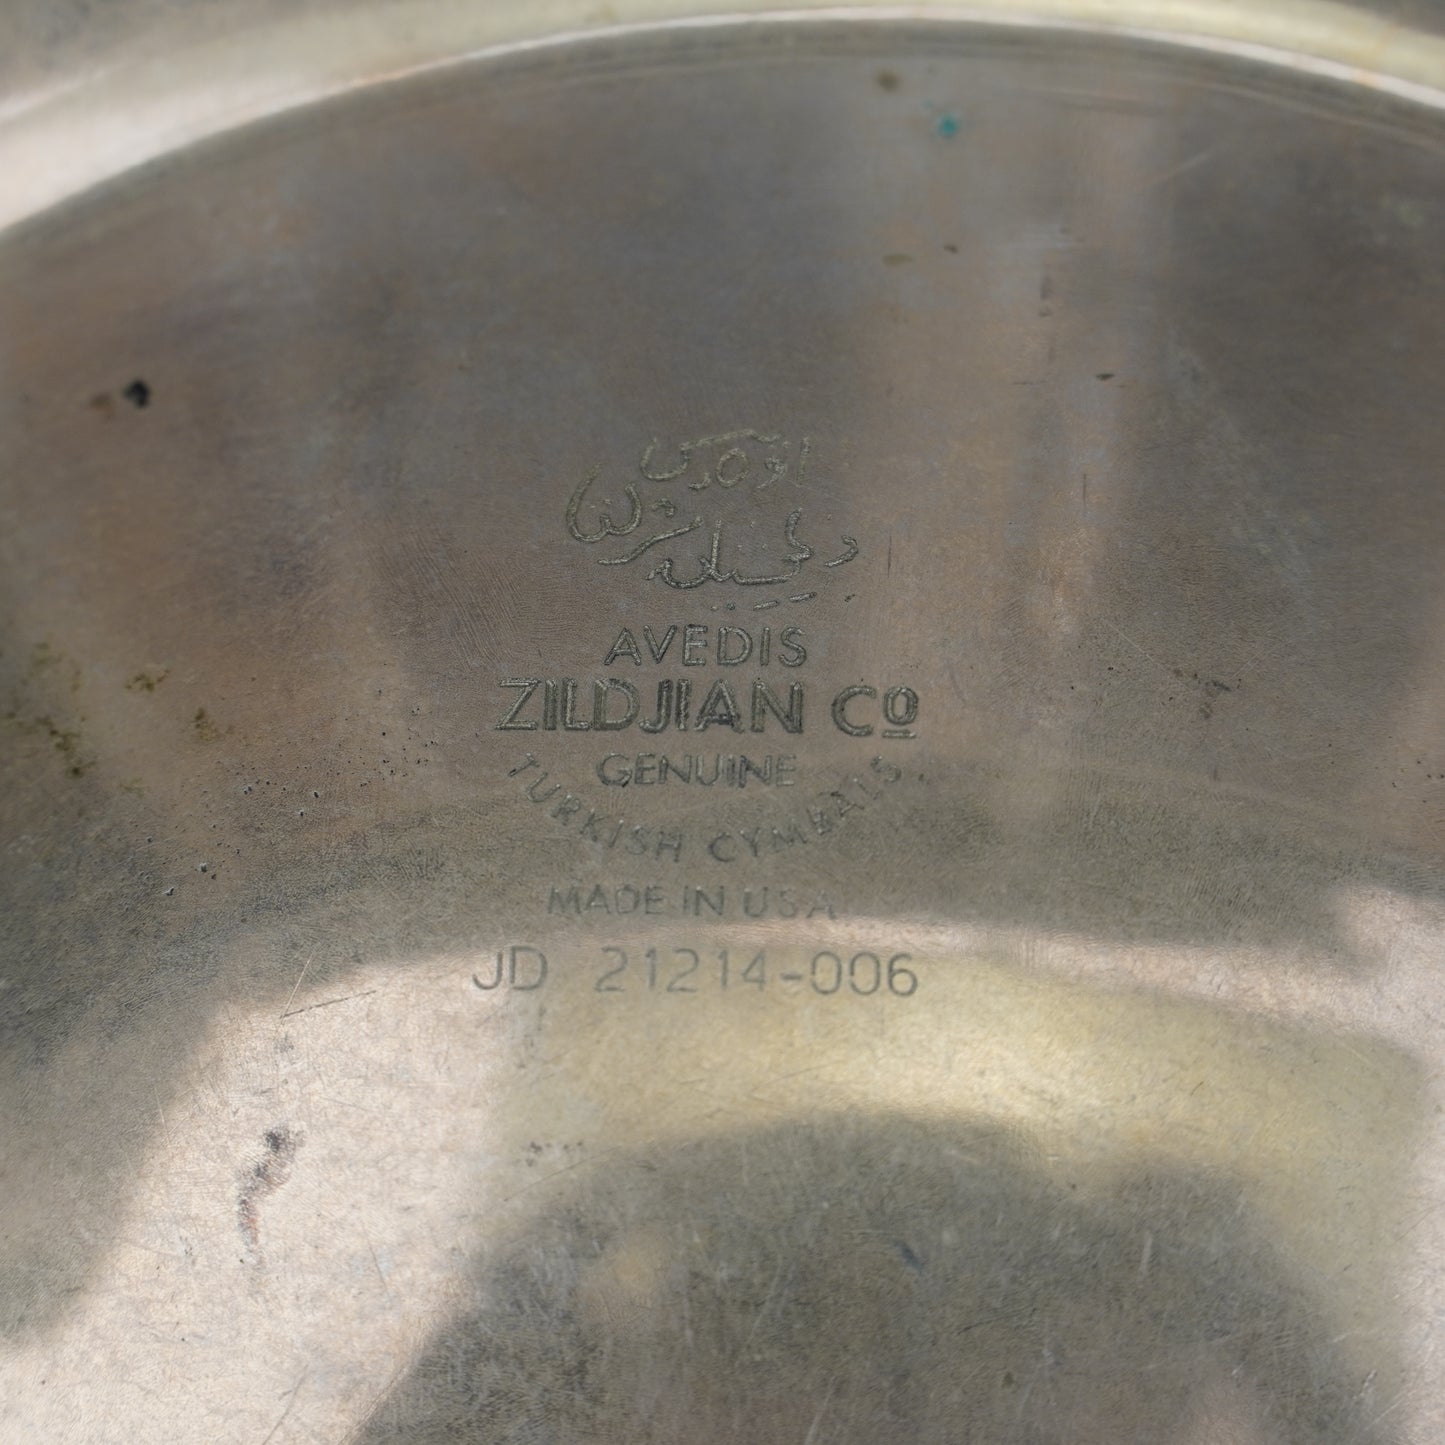 AVEDIS
ZILDJIAN Cº
GENUINE
TURKISH CYMBALS
MADE IN USA
JD 21214-006